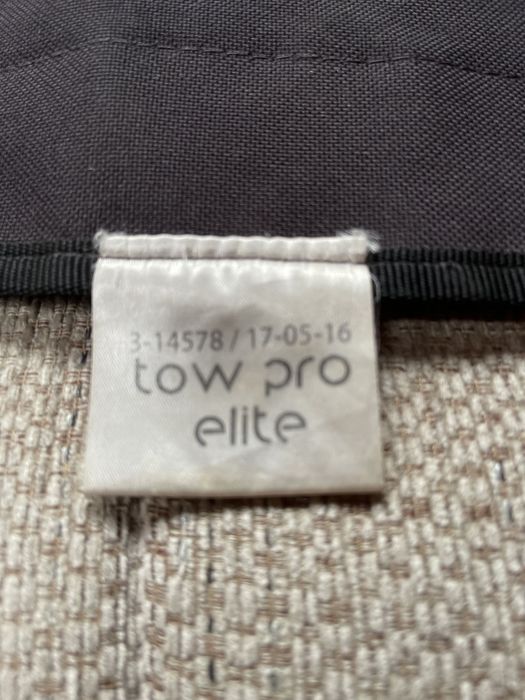 3-14578 / 17-05-16
tow pro
elite